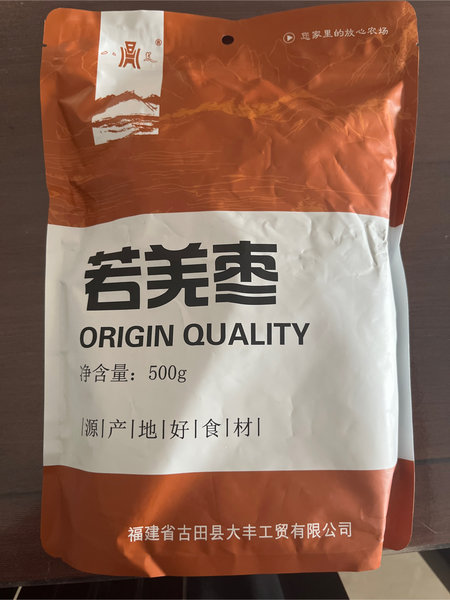 ®
您家里的放心农场
若羌枣
ORIGIN QUALITY
净含量：500g
|源|产|地|好|食|材|
福建省古田县大丰工贸有限公司